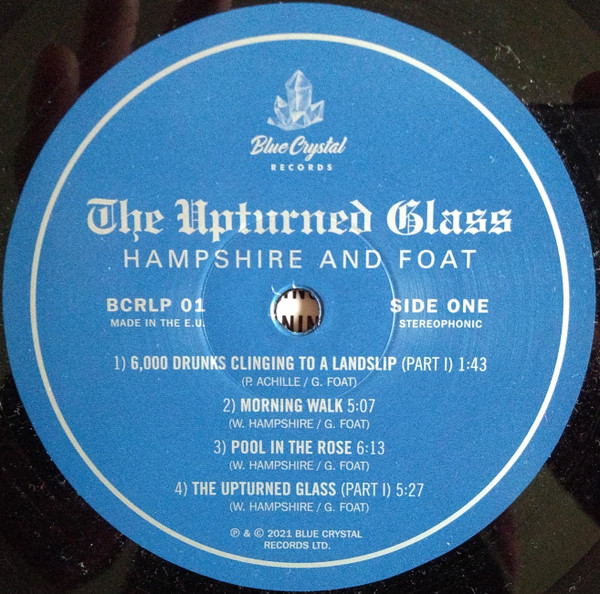 Blue Crystal
RECORDS
The Upturned Glass
HAMPSHIRE AND FOAT
BCRLP 01
MADE IN THE E.U.
SIDE ONE
STEREOPHONIC
1) 6,000 DRUNKS CLINGING TO A LANDSLIP (PART I) 1:43
(P. ACHILLE / G. FOAT)
2) MORNING WALK 5:07
(W. HAMPSHIRE / G. FOAT)
3) POOL IN THE ROSE 6:13
(W. HAMPSHIRE / G. FOAT)
4) THE UPTURNED GLASS (PART I) 5:27
(W. HAMPSHIRE / G. FOAT)
℗ & © 2021 BLUE CRYSTAL
RECORDS LTD.